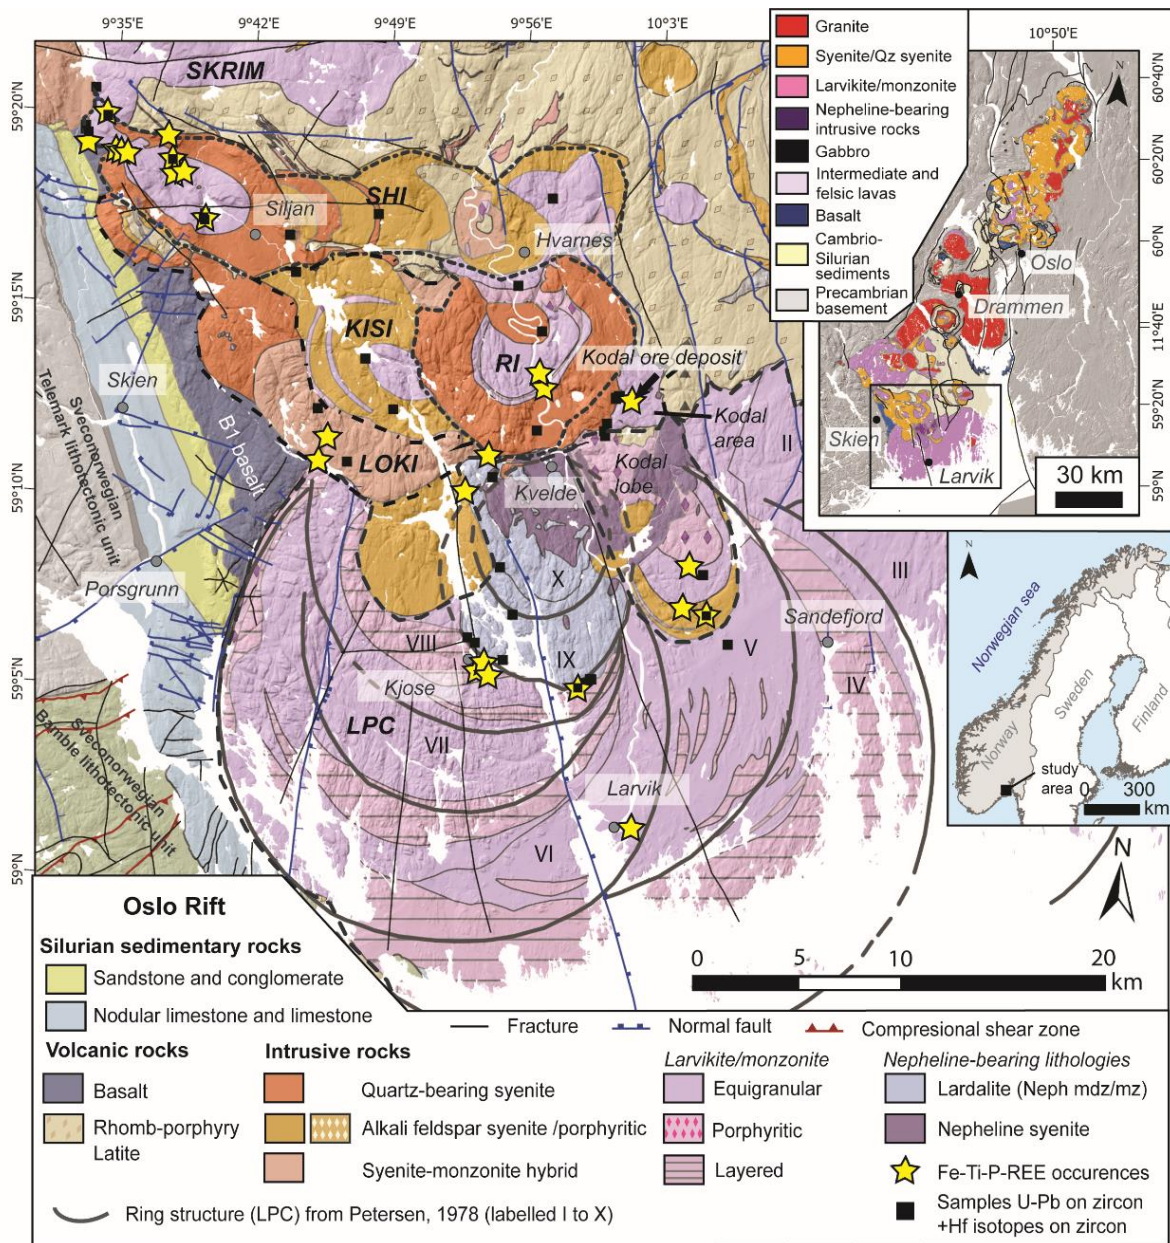 9°35'E
9°42'E
9°49'E
9°56'E
10°3'E
59°20'N
59°15'N
59°10'N
59°5'N
59°N
SKRIM
SHI
Siljan
Hvarnes
KISI
RI
Kodal ore deposit
Kodal
area
II
Skien
B1 basalt
LOKI
Kodal
lobe
Kvelde
Telemark lithotectonic unit
Sveconorwegian
Porsgrunn
X
III
Sandefjord
V
VIII
IX
IV
Kjose
LPC
VII
Sveconorwegian
Bamble lithotectonic unit
Larvik
VI
Granite
Syenite/Qz syenite
Larvikite/monzonite
Nepheline-bearing
intrusive rocks
Gabbro
Intermediate and
felsic lavas
Basalt
Cambrio-
Silurian
sediments
Precambrian
basement
10°50'E
60°40'N
60°20'N
60°N
11°40'E
59°20'N
59°N
N
Oslo
Drammen
Skien
Larvik
30 km
N
Norwegian sea
Norway
Sweden
Finland
study
area
0 300
km
N
0 5 10 20
km
Oslo Rift
Silurian sedimentary rocks
Sandstone and conglomerate
Nodular limestone and limestone
Fracture
Normal fault
Compresional shear zone
Volcanic rocks
Basalt
Rhomb-porphyry
Latite
Intrusive rocks
Quartz-bearing syenite
Alkali feldspar syenite /porphyritic
Syenite-monzonite hybrid
Larvikite/monzonite
Equigranular
Porphyritic
Layered
Nepheline-bearing lithologies
Lardalite (Neph mdz/mz)
Nepheline syenite
Fe-Ti-P-REE occurences
Samples U-Pb on zircon
+Hf isotopes on zircon
Ring structure (LPC) from Petersen, 1978 (labelled I to X)